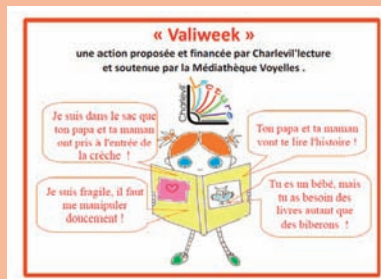 « Valiweek »
une action proposée et financée par Charlevil'lecture
et soutenue par la Médiathèque Voyelles .
Charlevil
Lecture
Je suis dans le sac que
ton papa et ta maman
ont pris à l'entrée de
la crèche !
Ton papa et ta maman
vont te lire l'histoire !
Je suis fragile, il faut
me manipuler
doucement !
Tu es un bébé, mais
tu as besoin des
livres autant que
des biberons !